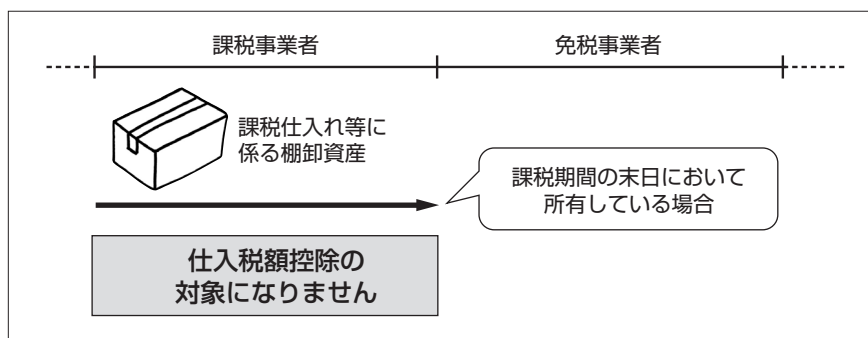 課税事業者
免税事業者
課税仕入れ等に
係る棚卸資産
課税期間の末日において
所有している場合
仕入税額控除の
対象になりません